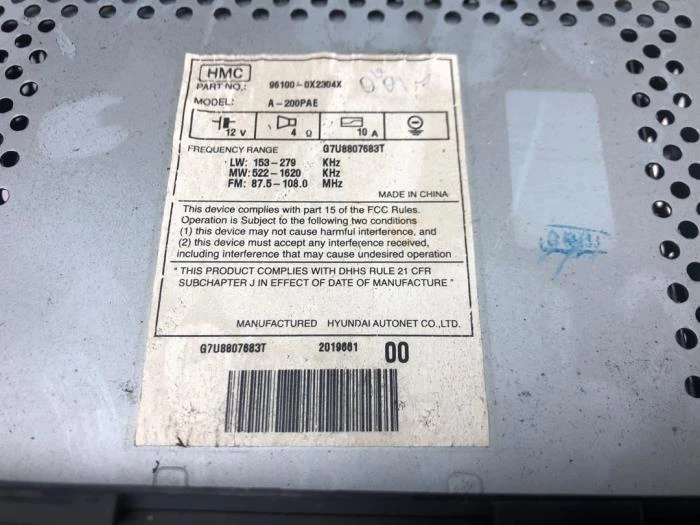 HMC
PART NO.: 96100-0X2304X
MODEL: A-200PAE
12 V 4 Ω 10 A
FREQUENCY RANGE G7U8807683T
LW: 153-279 KHz
MW: 522-1620 KHz
FM: 87.5-108.0 MHz
MADE IN CHINA
This device complies with part 15 of the FCC Rules.
Operation is Subject to the following two conditions
(1) this device may not cause harmful interference, and
(2) this device must accept any interference received,
including interference that may cause undesired operation
" THIS PRODUCT COMPLIES WITH DHHS RULE 21 CFR
SUBCHAPTER J IN EFFECT OF DATE OF MANUFACTURE "
MANUFACTURED HYUNDAI AUTONET CO.,LTD.
G7U8807683T 2019661 00